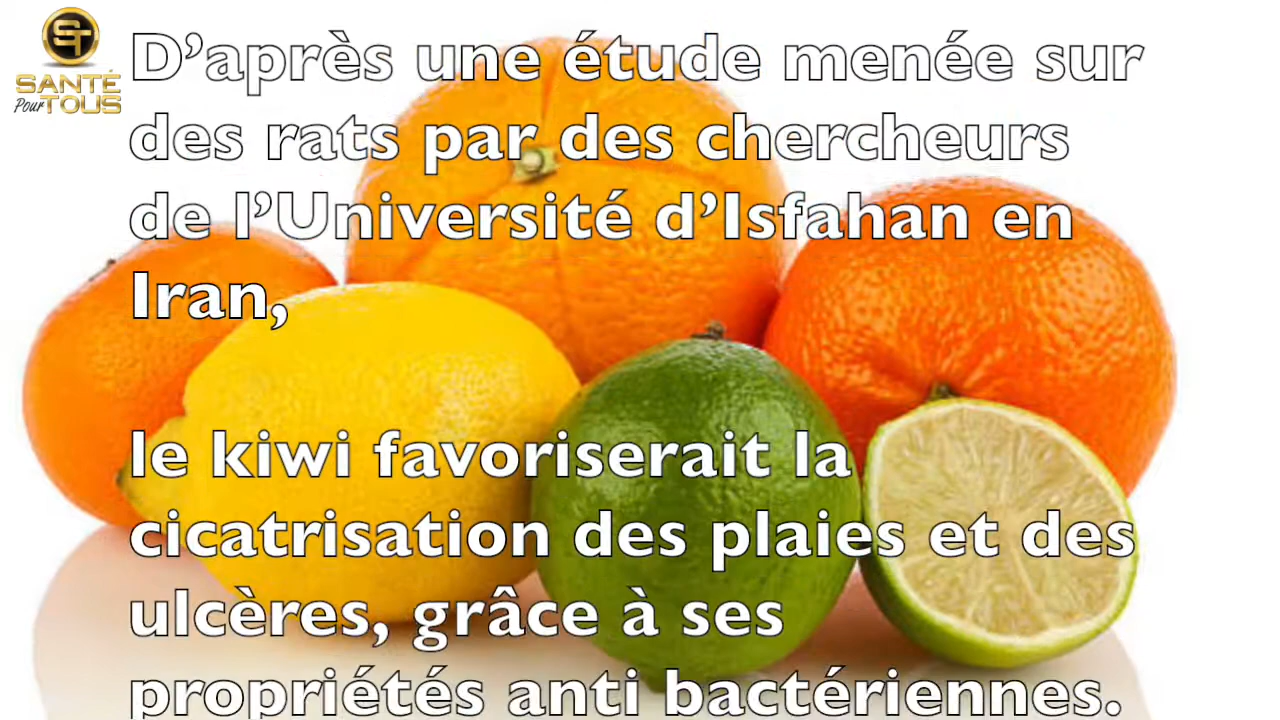 ST
SANTÉ
Pour TOUS
D’après une étude menée sur
des rats par des chercheurs
de l’Université d’Isfahan en
Iran,
le kiwi favoriserait la
cicatrisation des plaies et des
ulcères, grâce à ses
propriétés anti bactériennes.